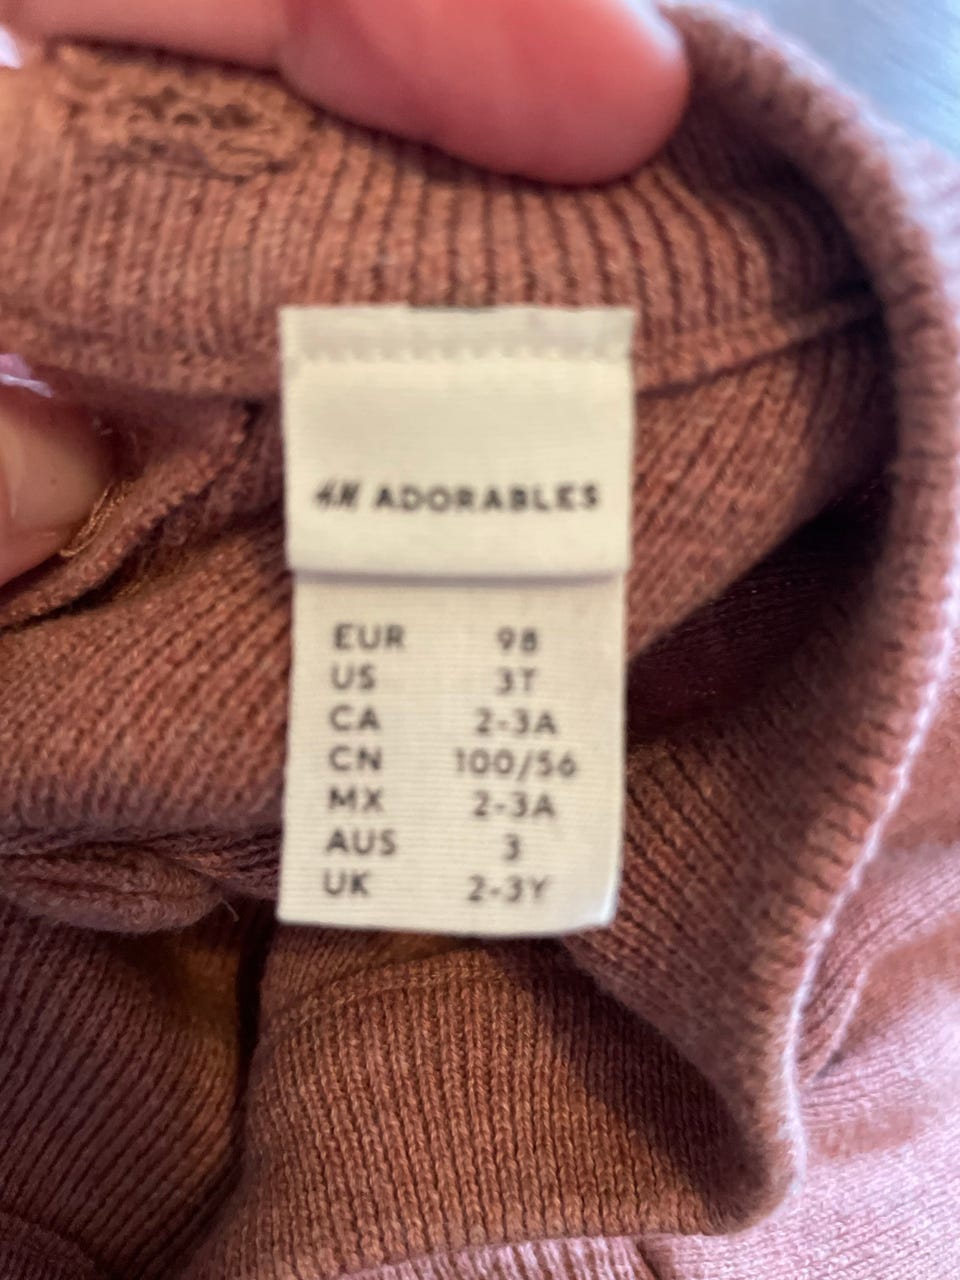 HM ADORABLES
EUR 98
US 3T
CA 2-3A
CN 100/56
MX 2-3A
AUS 3
UK 2-3Y